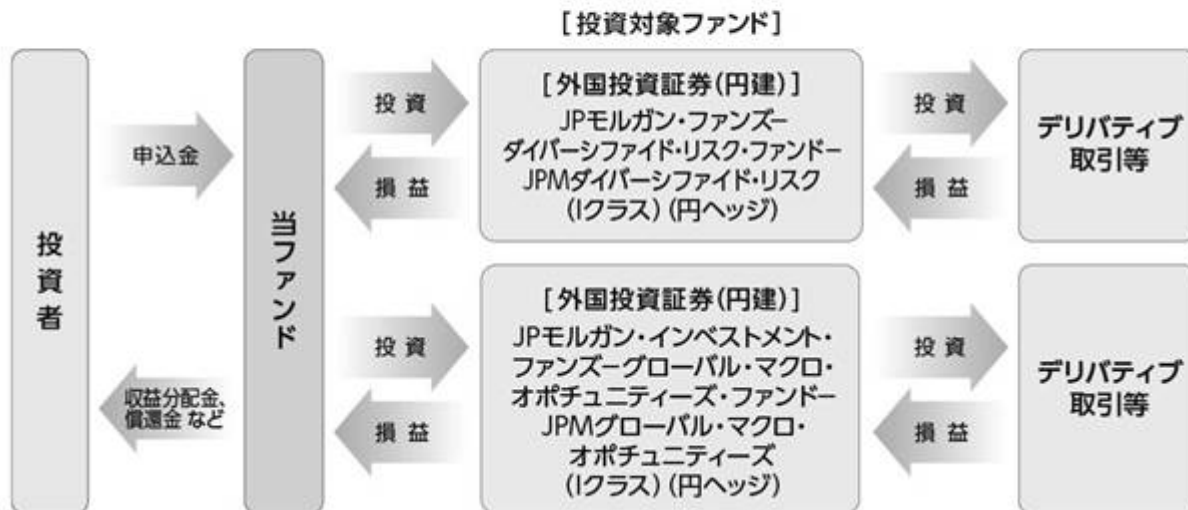 [投資対象ファンド]
投資者
申込金
収益分配金、
償還金 など
当ファンド
投資
損益
[外国投資証券(円建)]
JPモルガン・ファンズー
ダイバーシファイド・リスク・ファンドー
JPMダイバーシファイド・リスク
(Iクラス)(円ヘッジ)
投資
損益
デリバティブ
取引等
投資
損益
[外国投資証券(円建)]
JPモルガン・インベストメント・
ファンズーグローバル・マクロ・
オポチュニティーズ・ファンドー
JPMグローバル・マクロ・
オポチュニティーズ
(Iクラス)(円ヘッジ)
投資
損益
デリバティブ
取引等